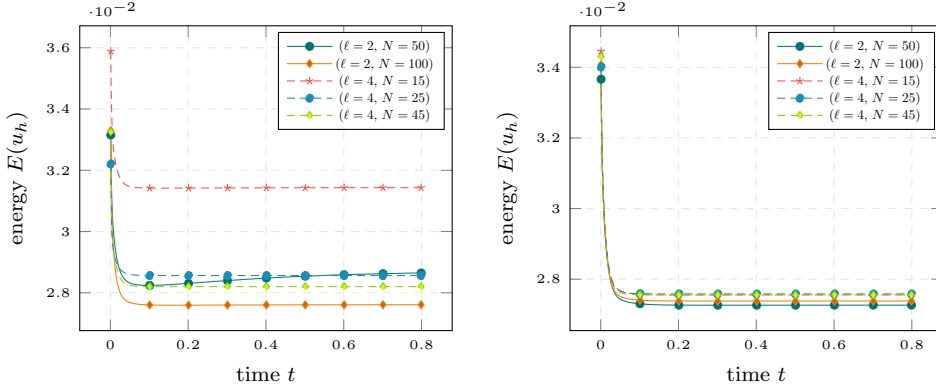 ·10⁻²
3.6
3.4
3.2
3
2.8
0
0.2
0.4
0.6
0.8
time t
energy E(u_h)
(ℓ = 2, N = 50)
(ℓ = 2, N = 100)
(ℓ = 4, N = 15)
(ℓ = 4, N = 25)
(ℓ = 4, N = 45)
·10⁻²
3.4
3.2
3
2.8
0
0.2
0.4
0.6
0.8
time t
energy E(u_h)
(ℓ = 2, N = 50)
(ℓ = 2, N = 100)
(ℓ = 4, N = 15)
(ℓ = 4, N = 25)
(ℓ = 4, N = 45)